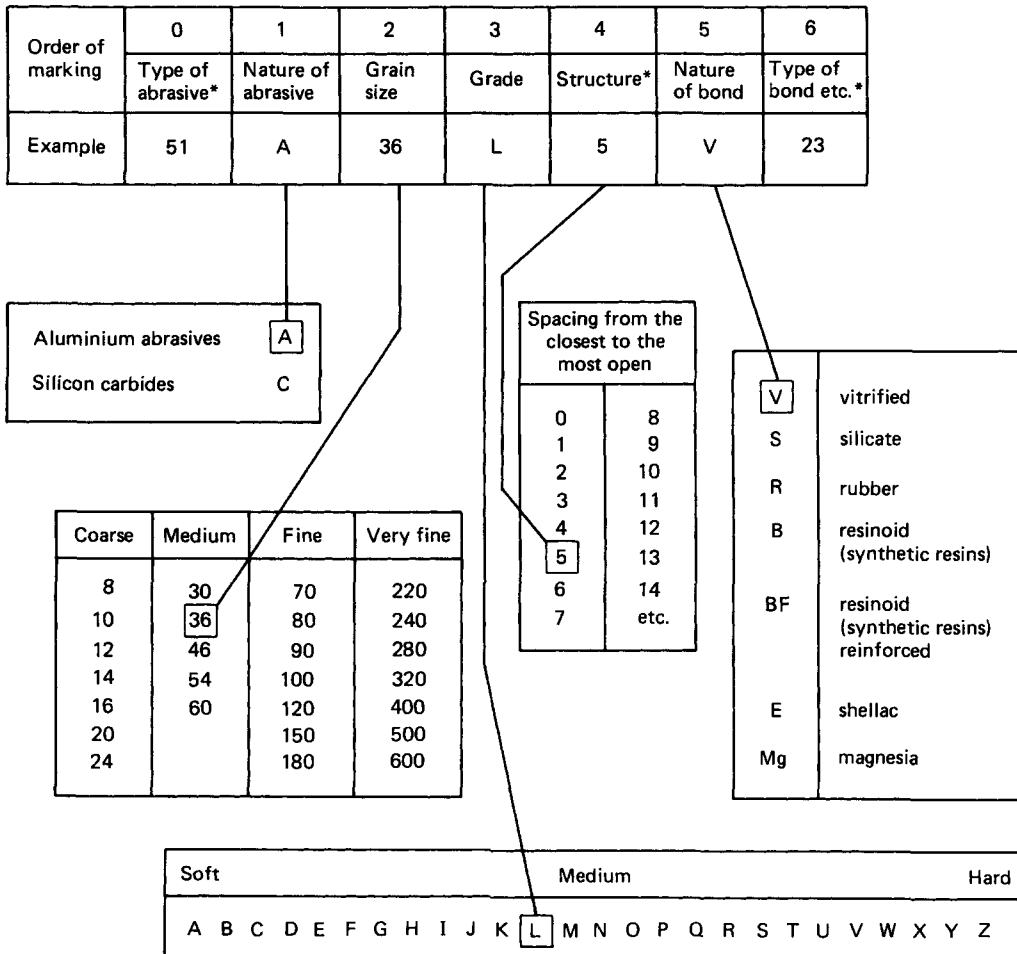 Order of marking 0 1 2 3 4 5 6
Type of abrasive* Nature of abrasive Grain size Grade Structure* Nature of bond Type of bond etc.*
Example 51 A 36 L 5 V 23
Aluminium abrasives A
Silicon carbides C
Spacing from the
closest to the
most open
0 8
1 9
2 10
3 11
4 12
5 13
6 14
7 etc.
V vitrified
S silicate
R rubber
B resinoid
(synthetic resins)
BF resinoid
(synthetic resins)
reinforced
E shellac
Mg magnesia
Coarse Medium Fine Very fine
8 30 70 220
10 36 80 240
12 46 90 280
14 54 100 320
16 60 120 400
20 150 500
24 180 600
Soft Medium Hard
A B C D E F G H I J K L M N O P Q R S T U V W X Y Z